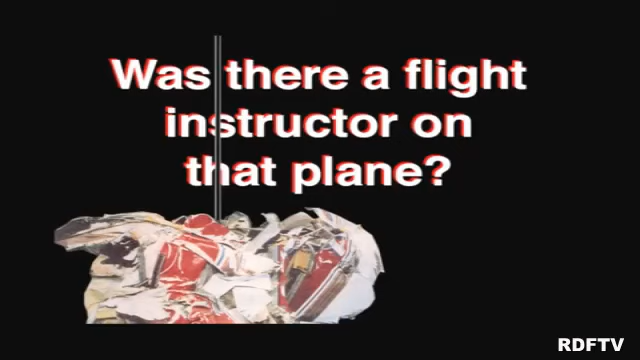 Was there a flight
instructor on
that plane?
RDFTV